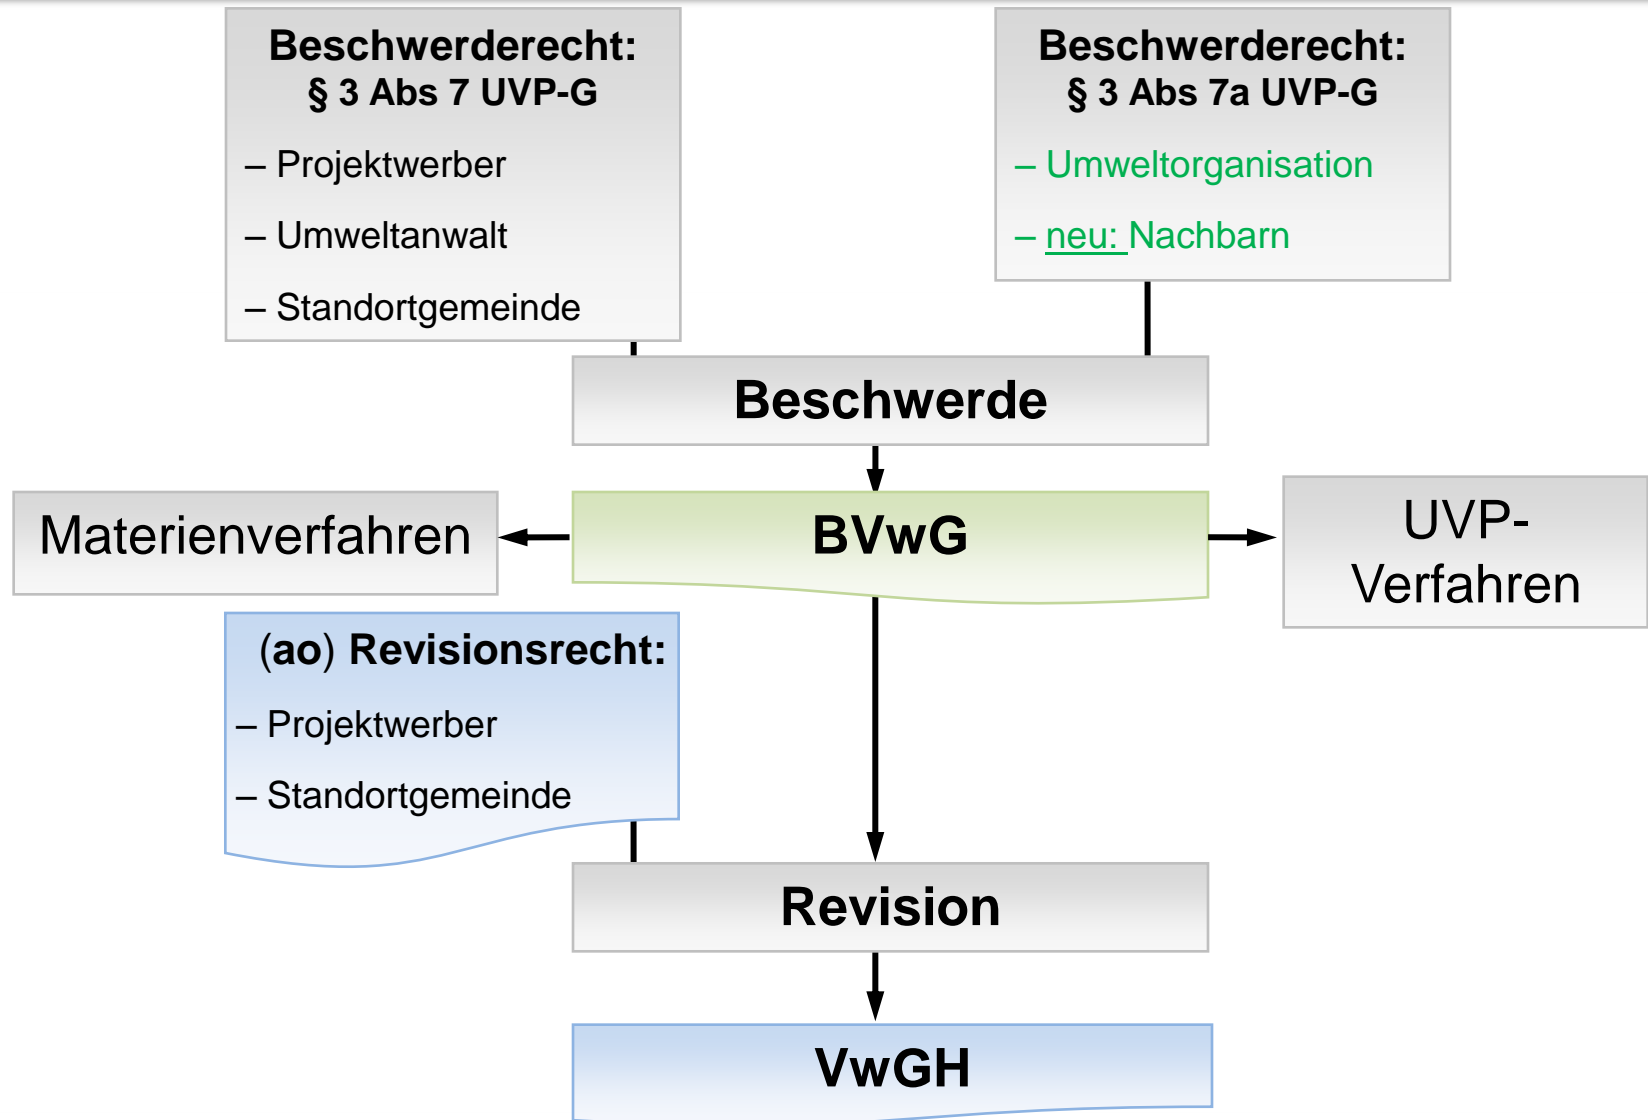 Beschwerderecht:
§ 3 Abs 7 UVP-G
– Projektwerber
– Umweltanwalt
– Standortgemeinde
Beschwerderecht:
§ 3 Abs 7a UVP-G
– Umweltorganisation
– neu: Nachbarn
Beschwerde
Materienverfahren
BVwG
UVP-
Verfahren
(ao) Revisionsrecht:
– Projektwerber
– Standortgemeinde
Revision
VwGH